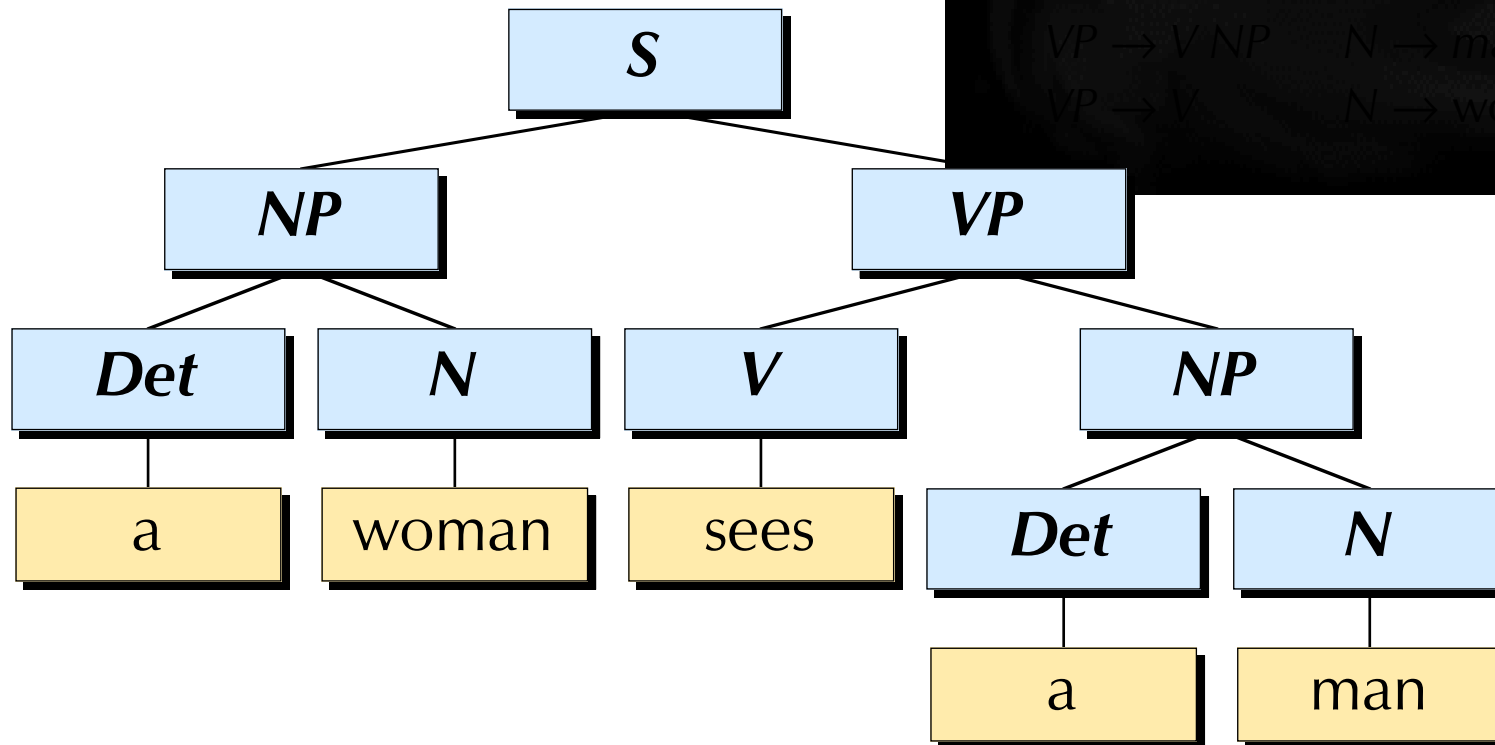 S
VP → V NP N →
VP → V N →
NP VP
Det N V NP
a woman sees Det N
a man